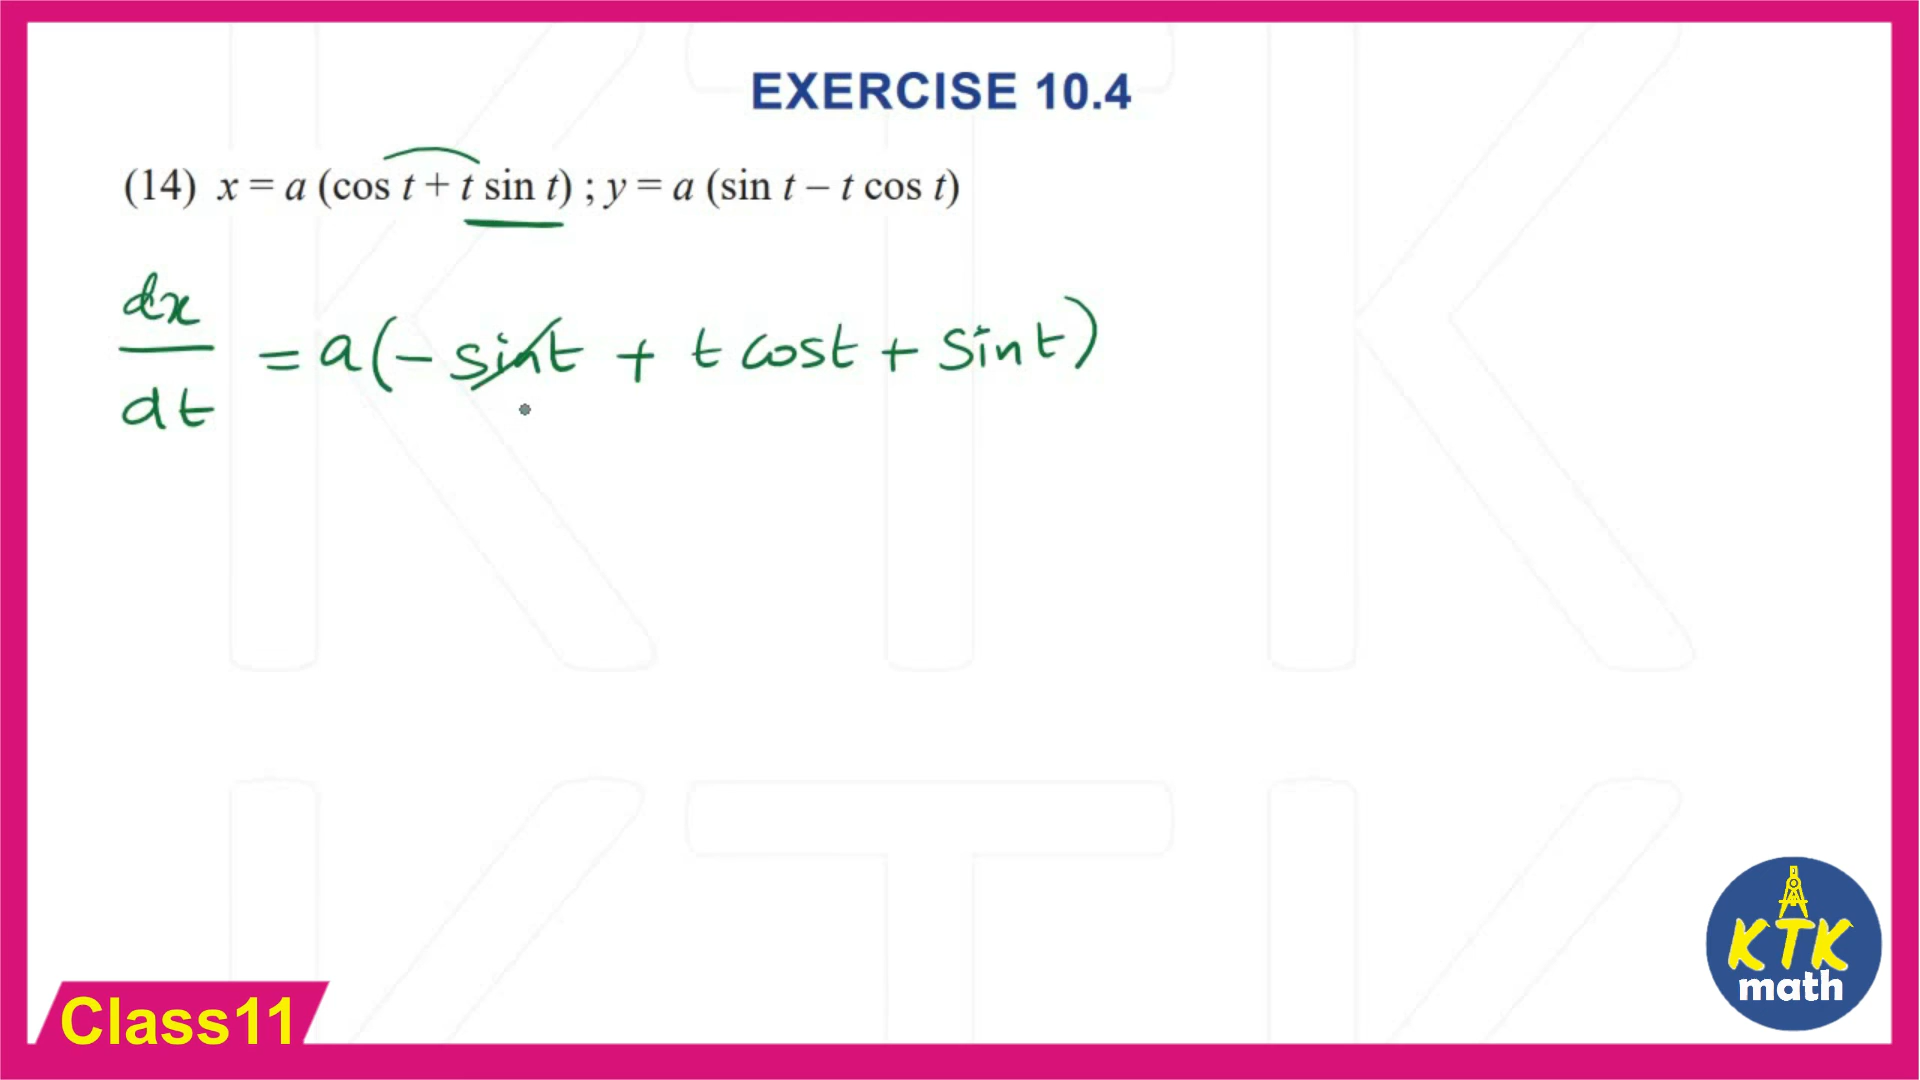 EXERCISE 10.4
(14) x = a (cos t + t sin t) ; y = a (sin t – t cos t)
dx
dt
= a(- sint + t cost + sint)
Class11
KTK
math